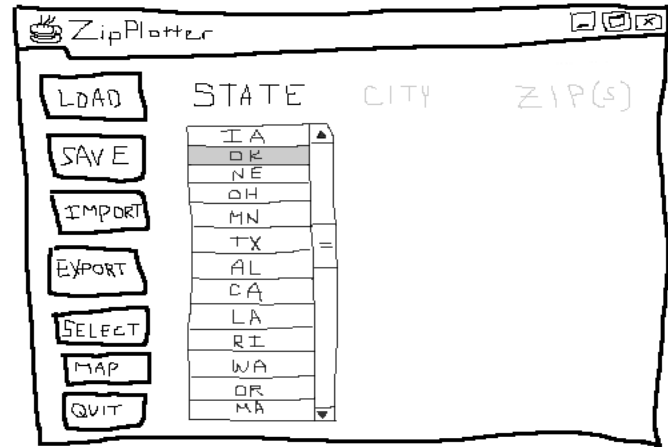 ZipPlotter
LOAD
SAVE
IMPORT
EXPORT
SELECT
MAP
QUIT
STATE CITY ZIP(S)
IA
OK
NE
OH
MN
TX
AL
CA
LA
RI
WA
OR
MA